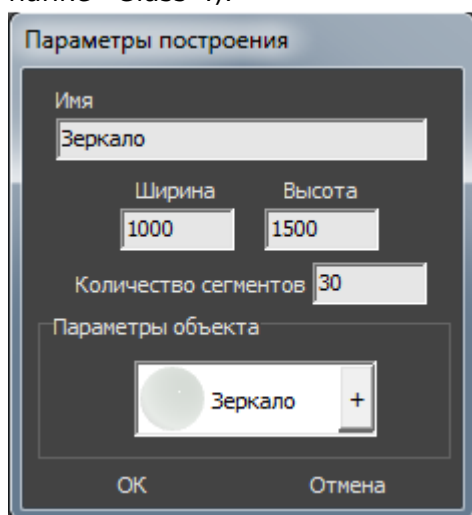 Параметры построения
Имя
Зеркало
Ширина Высота
1000 1500
Количество сегментов 30
Параметры объекта
Зеркало +
OK Отмена